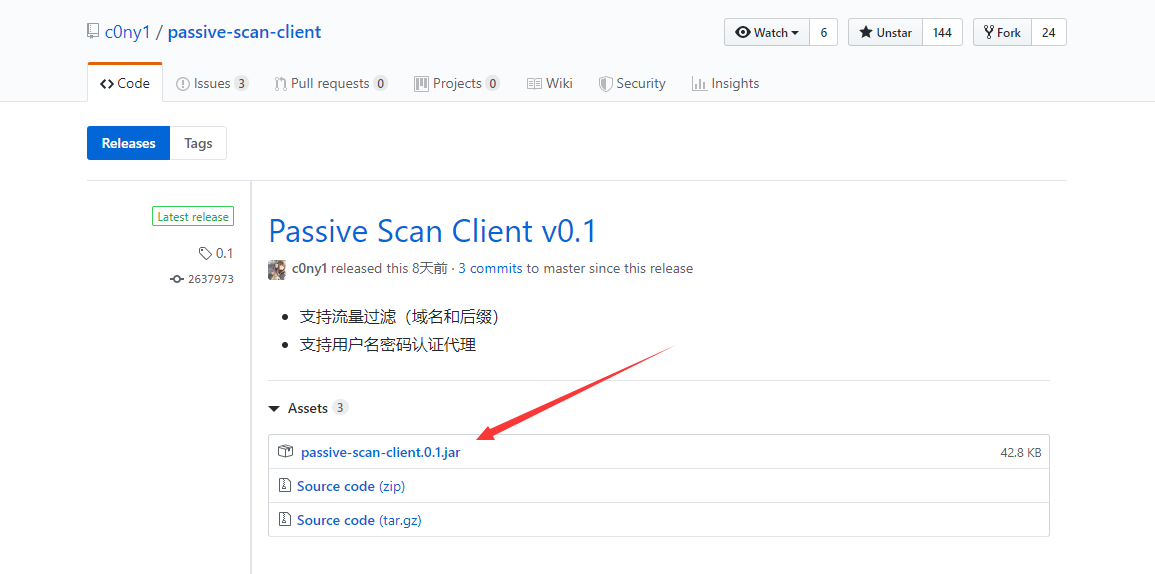 c0ny1 / passive-scan-client
Watch 6 Unstar 144 Fork 24
Code Issues 3 Pull requests 0 Projects 0 Wiki Security Insights
Releases Tags
Latest release
0.1
2637973
Passive Scan Client v0.1
c0ny1 released this 8天前 · 3 commits to master since this release
支持流量过滤（域名和后缀）
支持用户名密码认证代理
Assets 3
passive-scan-client.0.1.jar 42.8 KB
Source code (zip)
Source code (tar.gz)